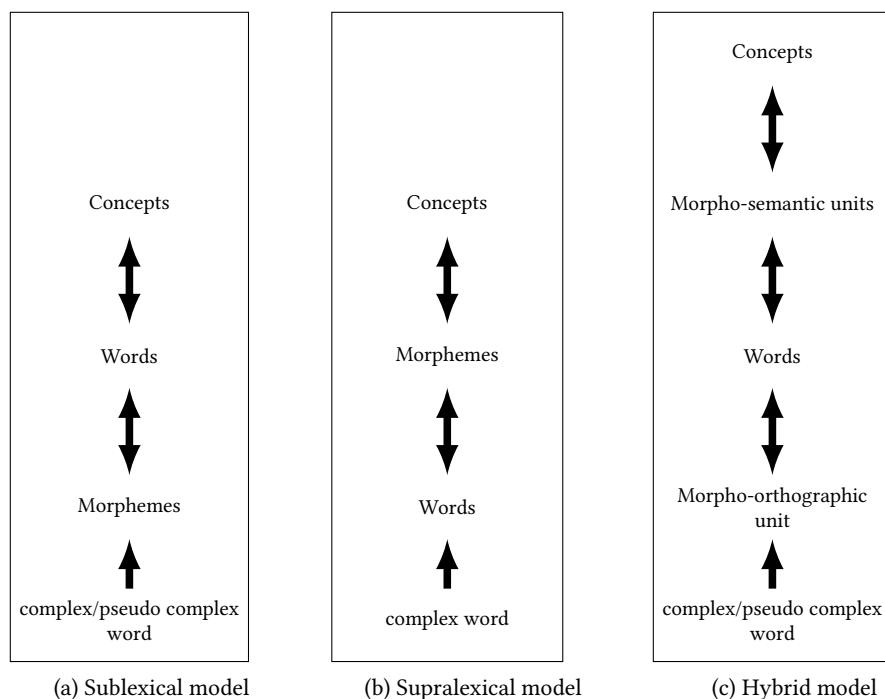 Concepts
Words
Morphemes
complex/pseudo complex
word
(a) Sublexical model
Concepts
Morphemes
Words
complex word
(b) Supralexical model
Concepts
Morpho-semantic units
Words
Morpho-orthographic
unit
complex/pseudo complex
word
(c) Hybrid model